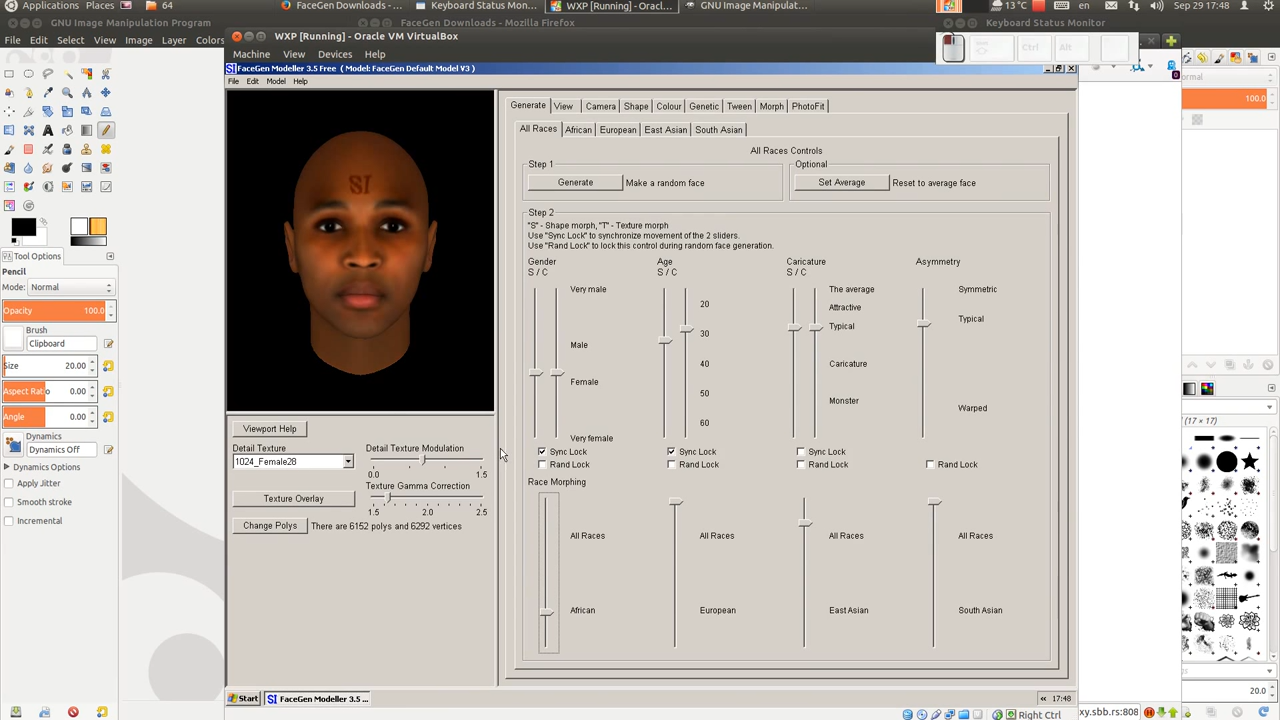 Applications Places 64 FaceGen Downloads -... Keyboard Status Mon... WXP [Running] - Oracl... GNU Image Manipulat... 13 °C en Sep 29 17:48
GNU Image Manipulation Program
FaceGen Downloads - Mozilla Firefox
Keyboard Status Monitor
File Edit Select View Image Layer Colors
WXP [Running] - Oracle VM VirtualBox
Ctrl Alt
Machine View Devices Help
SI FaceGen Modeller 3.5 Free ( Model: FaceGen Default Model V3 )
File Edit Model Help
Generate View Camera Shape Colour Genetic Tween Morph PhotoFit
All Races African European East Asian South Asian
All Races Controls
Step 1
Generate Make a random face
Optional
Set Average Reset to average face
SI
Step 2
"S" - Shape morph, "T" - Texture morph
Use "Sync Lock" to synchronize movement of the 2 sliders.
Use "Rand Lock" to lock this control during random face generation.
Gender
S / C
Very male
Male
Female
Very female
Sync Lock
Rand Lock
Age
S / C
20
30
40
50
60
Sync Lock
Rand Lock
Caricature
S / C
The average
Attractive
Typical
Caricature
Monster
Sync Lock
Rand Lock
Asymmetry
Symmetric
Typical
Warped
Rand Lock
Race Morphing
All Races
African
All Races
European
All Races
East Asian
All Races
South Asian
Viewport Help
Detail Texture
1024_Female28
Detail Texture Modulation
0.0 1.5
Texture Overlay
Texture Gamma Correction
1.5 2.0 2.5
Change Polys There are 6152 polys and 6292 vertices
Start SI FaceGen Modeller 3.5 ... « 17:48
Right Ctrl
Tool Options
Pencil
Mode: Normal
Opacity 100.0
Brush
Clipboard
Size 20.00
Aspect Ratio 0.00
Angle 0.00
Dynamics
Dynamics Off
Dynamics Options
Apply Jitter
Smooth stroke
Incremental
100.0
(17 × 17)
20.0
xy.sbb.rs:808